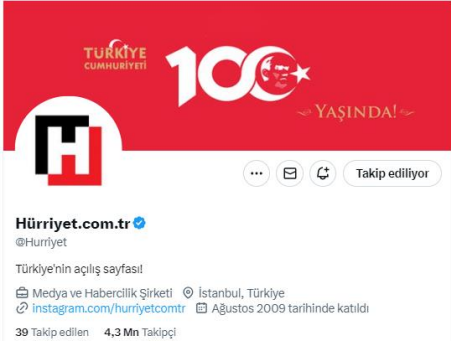 TÜRKİYE
CUMHURİYETİ
100
YAŞINDA!
H
Takip ediliyor
Hürriyet.com.tr
@Hurriyet
Türkiye'nin açılış sayfası!
Medya ve Habercilik Şirketi İstanbul, Türkiye
instagram.com/hurriyetcomtr Ağustos 2009 tarihinde katıldı
39 Takip edilen 4,3 Mn Takipçi